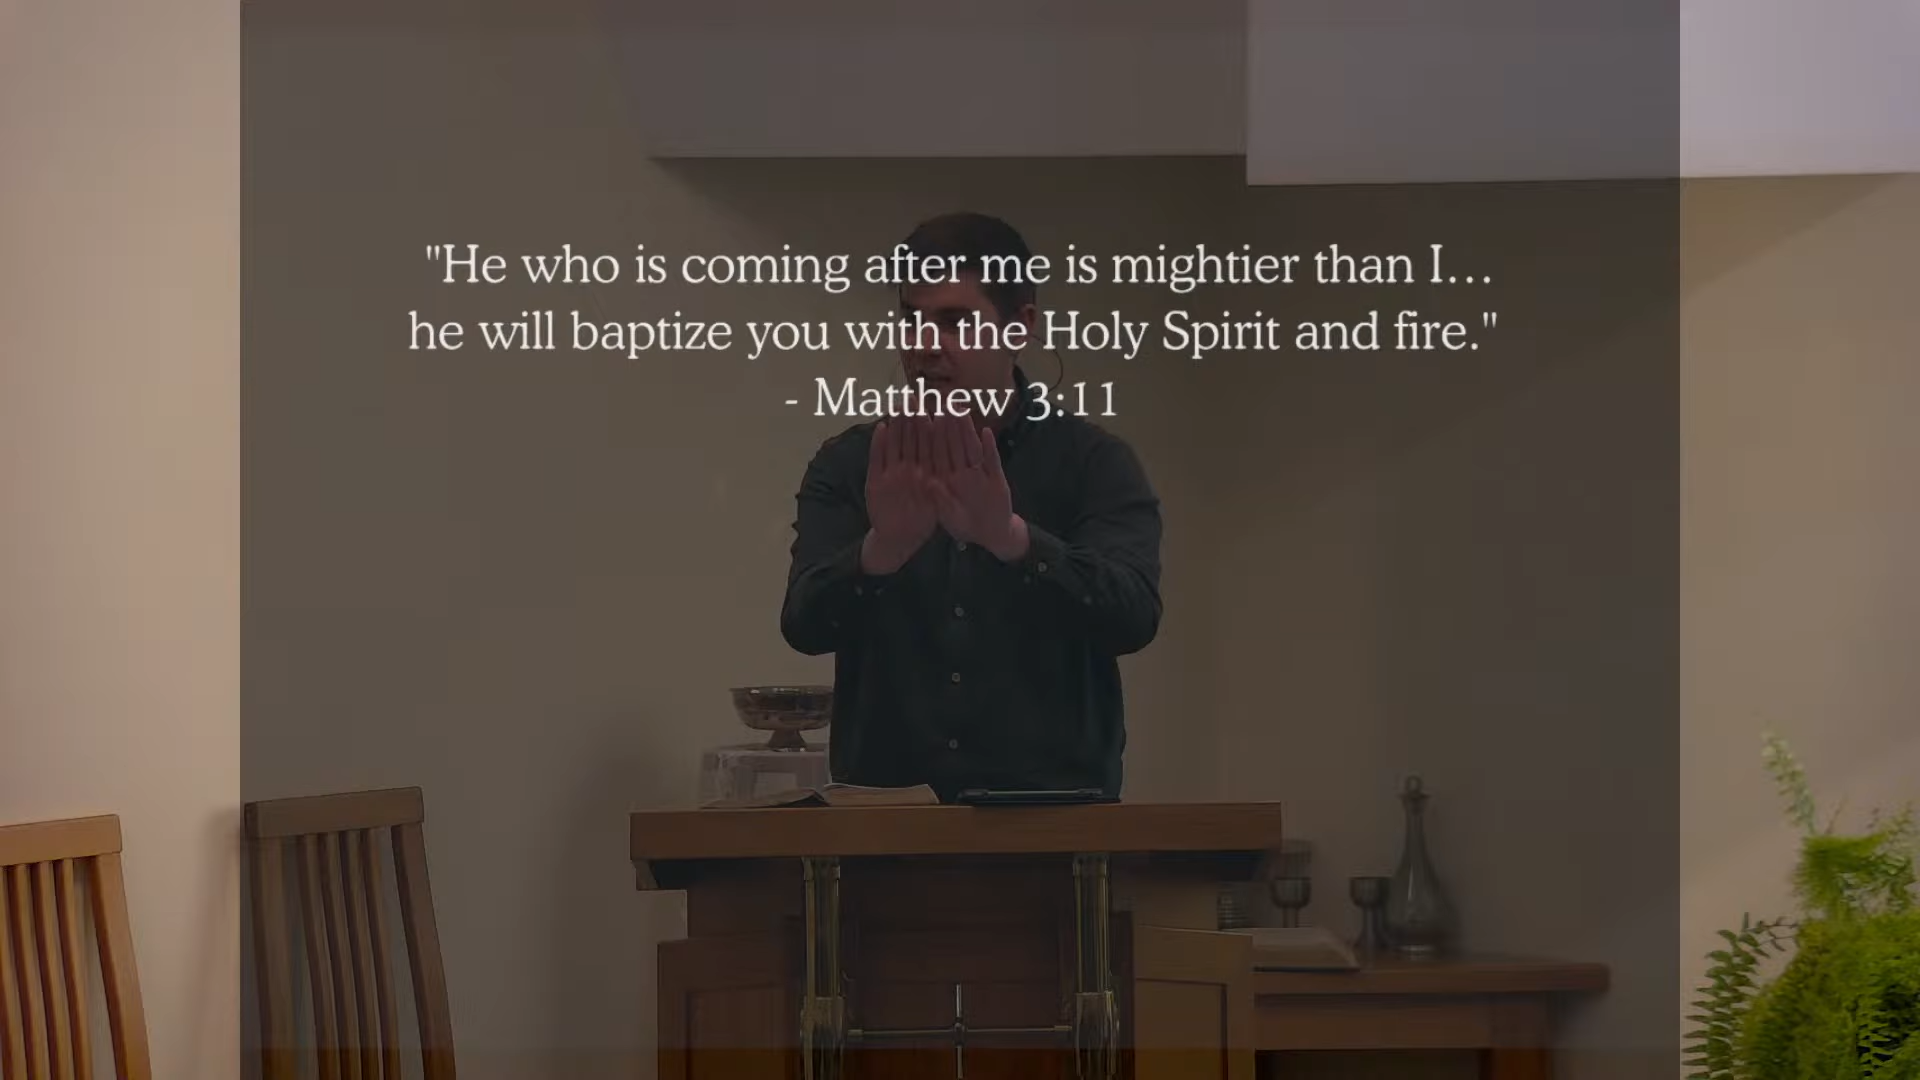 "He who is coming after me is mightier than I…
he will baptize you with the Holy Spirit and fire."
- Matthew 3:11